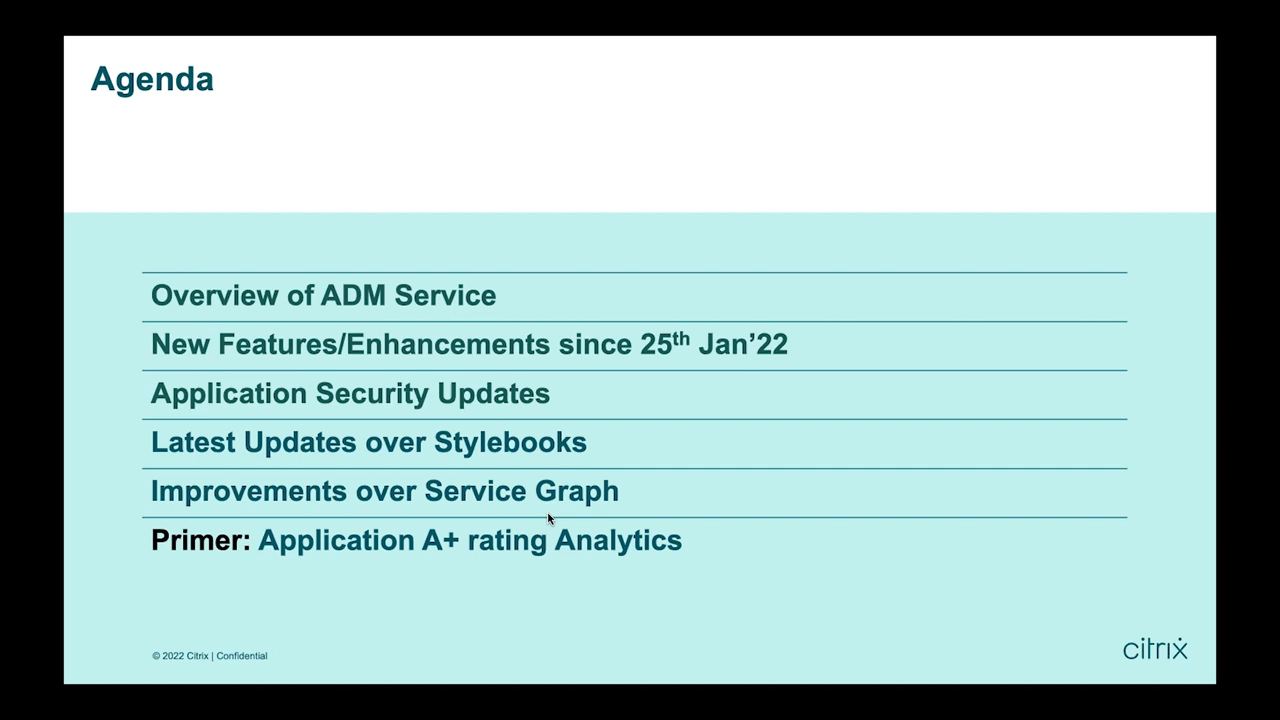 Agenda
Overview of ADM Service
New Features/Enhancements since 25th Jan’22
Application Security Updates
Latest Updates over Stylebooks
Improvements over Service Graph
Primer: Application A+ rating Analytics
© 2022 Citrix | Confidential
citrix